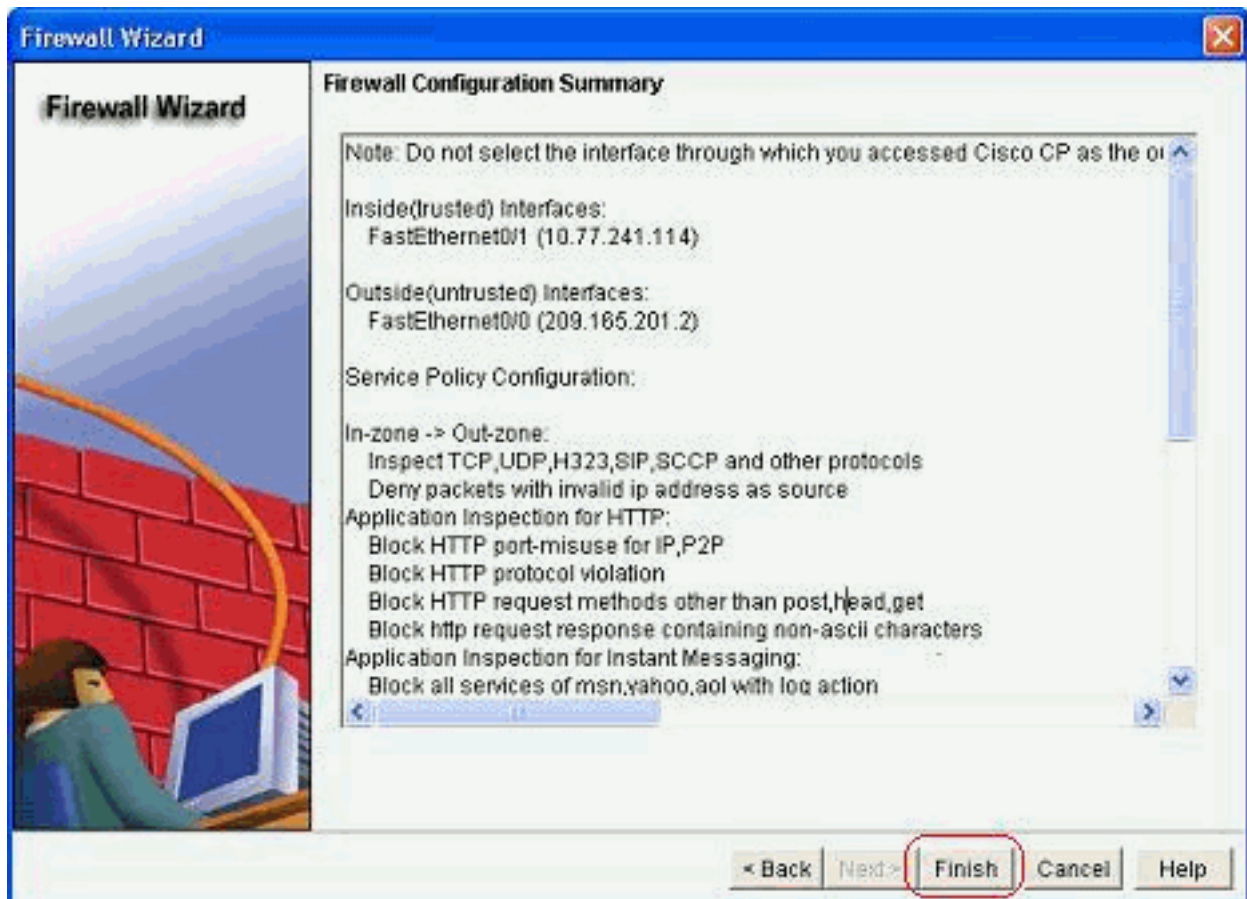 Firewall Wizard
Firewall Wizard
Firewall Configuration Summary
Note: Do not select the interface through which you accessed Cisco CP as the
Inside(trusted) Interfaces:
FastEthernet0/1 (10.77.241.114)
Outside(untrusted) Interfaces:
FastEthernet0/0 (209.165.201.2)
Service Policy Configuration:
In-zone -> Out-zone:
Inspect TCP,UDP,H323,SIP,SCCP and other protocols
Deny packets with invalid ip address as source
Application Inspection for HTTP:
Block HTTP port-misuse for IP,P2P
Block HTTP protocol violation
Block HTTP request methods other than post,head,get
Block http request response containing non-ascii characters
Application Inspection for Instant Messaging:
Block all services of msn,yahoo,aol with log action
< Back Next > Finish Cancel Help